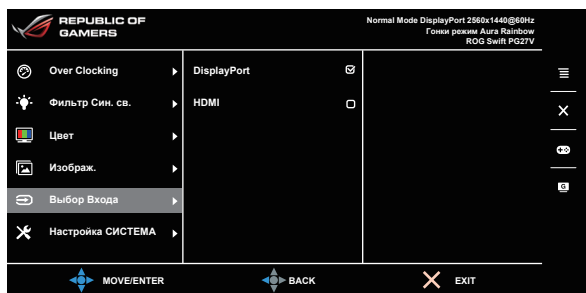 REPUBLIC OF
GAMERS
Normal Mode DisplayPort 2560x1440@60Hz
Гонки режим Aura Rainbow
ROG Swift PG27V
Over Clocking
DisplayPort
Фильтр Син. св.
HDMI
Цвет
Изображ.
Выбор Входа
G
Настройка СИСТЕМА
MOVE/ENTER
BACK
EXIT